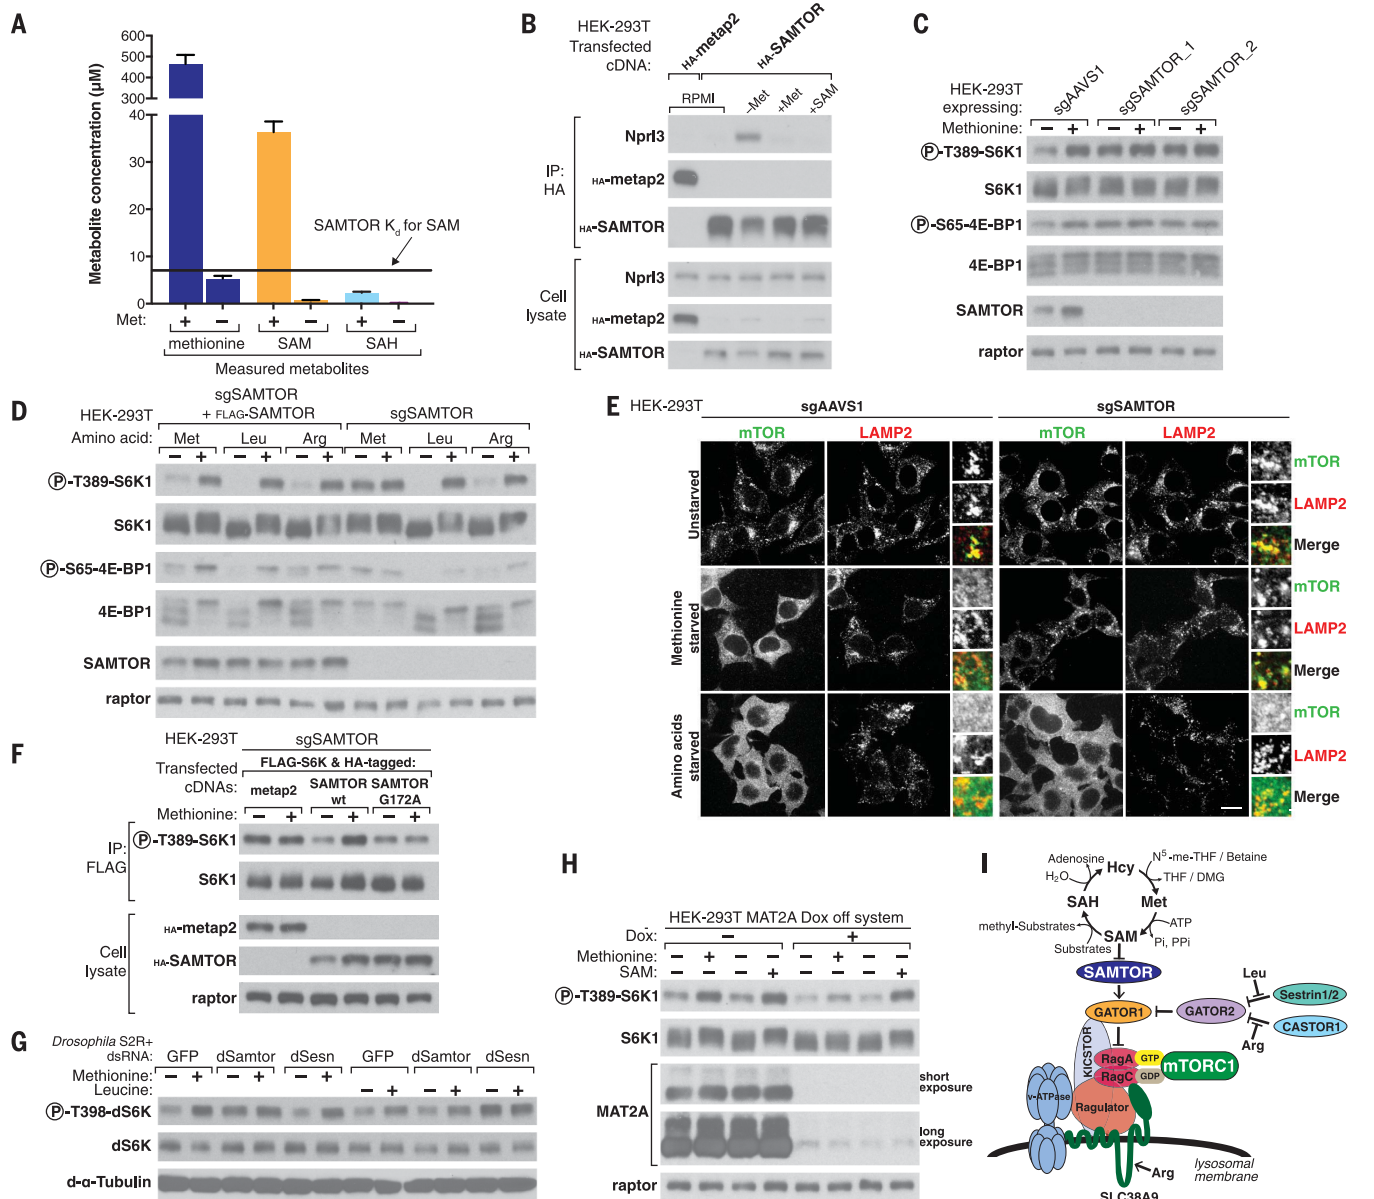 A
Metabolite concentration (µM)
600
500
400
300
40
30
20
10
0
SAMTOR Kd for SAM
Met: + − + − + −
methionine SAM SAH
Measured metabolites
B
HEK-293T
Transfected cDNA:
HA-metap2 HA-SAMTOR
RPMI −Met +Met +SAM
IP: HA
Nprl3
HA-metap2
HA-SAMTOR
Cell lysate
Nprl3
HA-metap2
HA-SAMTOR
C
HEK-293T expressing:
sgAAVS1 sgSAMTOR_1 sgSAMTOR_2
Methionine: − + − + − +
P-T389-S6K1
S6K1
P-S65-4E-BP1
4E-BP1
SAMTOR
raptor
D
HEK-293T
sgSAMTOR + FLAG-SAMTOR sgSAMTOR
Amino acid: Met Leu Arg Met Leu Arg
− + − + − + − + − + − +
P-T389-S6K1
S6K1
P-S65-4E-BP1
4E-BP1
SAMTOR
raptor
E
HEK-293T
sgAAVS1 sgSAMTOR
mTOR LAMP2 mTOR LAMP2
Unstarved
mTOR
LAMP2
Merge
Methionine starved
mTOR
LAMP2
Merge
Amino acids starved
mTOR
LAMP2
Merge
F
HEK-293T sgSAMTOR
FLAG-S6K & HA-tagged:
Transfected cDNAs:
metap2 SAMTOR wt SAMTOR G172A
Methionine: − + − + − +
IP: FLAG
P-T389-S6K1
S6K1
Cell lysate
HA-metap2
HA-SAMTOR
raptor
G
Drosophila S2R+
dsRNA: GFP dSamtor dSesn GFP dSamtor dSesn
Methionine: − + − + − +
Leucine: − + − + − +
P-T398-dS6K
dS6K
d-α-Tubulin
H
HEK-293T MAT2A Dox off system
Dox: − +
Methionine: − + − − − + − −
SAM: − − − + − − − +
P-T389-S6K1
S6K1
MAT2A
short exposure
long exposure
raptor
I
Adenosine
H2O
Hcy
N5-me-THF / Betaine
THF / DMG
SAH
Met
methyl-Substrates
Substrates
SAM
ATP
Pi, PPi
SAMTOR
GATOR1
GATOR2
Leu
Sestrin1/2
CASTOR1
Arg
KICSTOR
RagA
GTP
RagC
GDP
mTORC1
v-ATPase
Ragulator
Arg
lysosomal membrane
SLC38A9